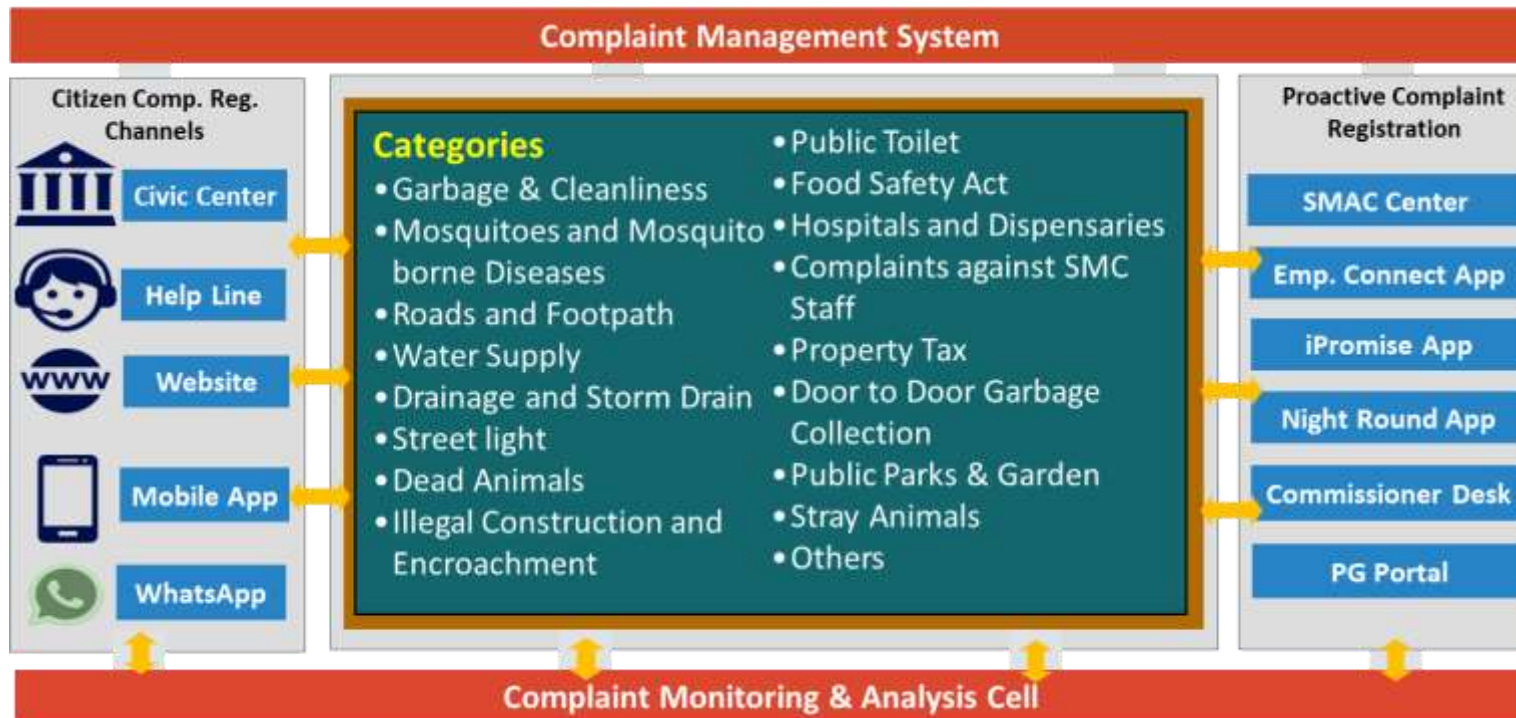 Complaint Management System
Citizen Comp. Reg.
Channels
Civic Center
Help Line
www
Website
Mobile App
WhatsApp
Categories
•Garbage & Cleanliness
•Mosquitoes and Mosquito
borne Diseases
•Roads and Footpath
•Water Supply
•Drainage and Storm Drain
•Street light
•Dead Animals
•Illegal Construction and
Encroachment
•Public Toilet
•Food Safety Act
•Hospitals and Dispensaries
•Complaints against SMC
Staff
•Property Tax
•Door to Door Garbage
Collection
•Public Parks & Garden
•Stray Animals
•Others
Proactive Complaint
Registration
SMAC Center
Emp. Connect App
iPromise App
Night Round App
Commissioner Desk
PG Portal
Complaint Monitoring & Analysis Cell